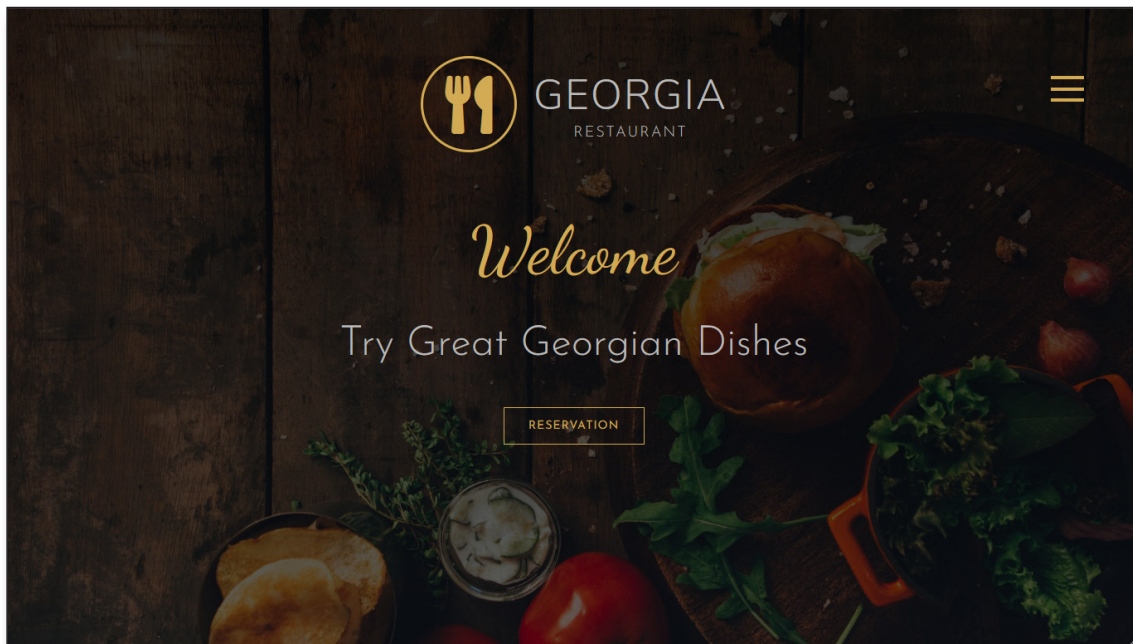 GEORGIA
RESTAURANT
Welcome
Try Great Georgian Dishes
RESERVATION